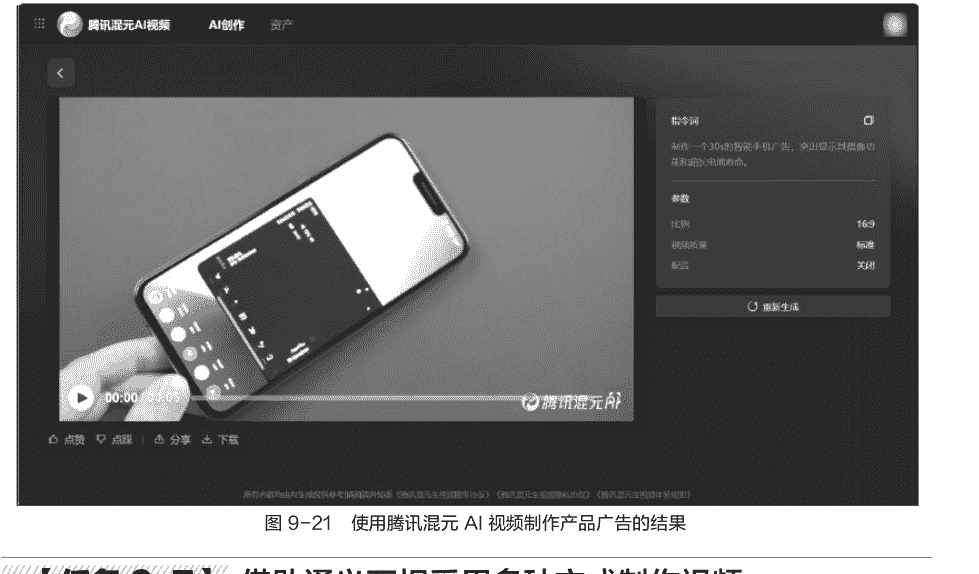 腾讯混元AI视频 AI创作 资产
指令词
制作一个30s的智能手机广告，突出显示其摄像功
能和超长电池寿命。
参数
比例 16:9
视频质量 标准
配音 关闭
重新生成
00:00 / 00:05
腾讯混元AI
点赞 点踩 分享 下载
图 9-21 使用腾讯混元 AI 视频制作产品广告的结果